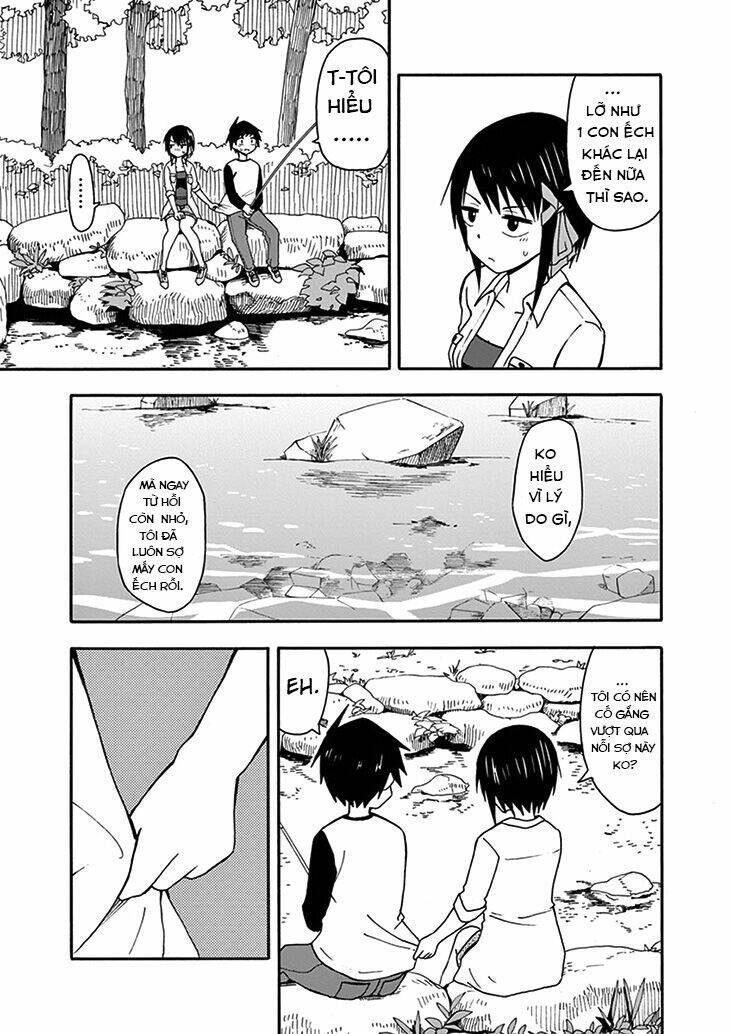 ...
LỠ NHƯ
1 CON ẾCH
KHÁC LẠI
ĐẾN NỮA
THÌ SAO.
T-TÔI
HIỂU
.....
.....
KO
HIỂU
VÌ LÝ
DO GÌ,
MÀ NGAY
TỪ HỒI
CÒN NHỎ,
TÔI ĐÃ
LUÔN SỢ
MẤY CON
ẾCH RỒI.
...
TÔI CÓ NÊN
CỐ GẮNG
VƯỢT QUA
NỖI SỢ NÀY
KO?
EH.